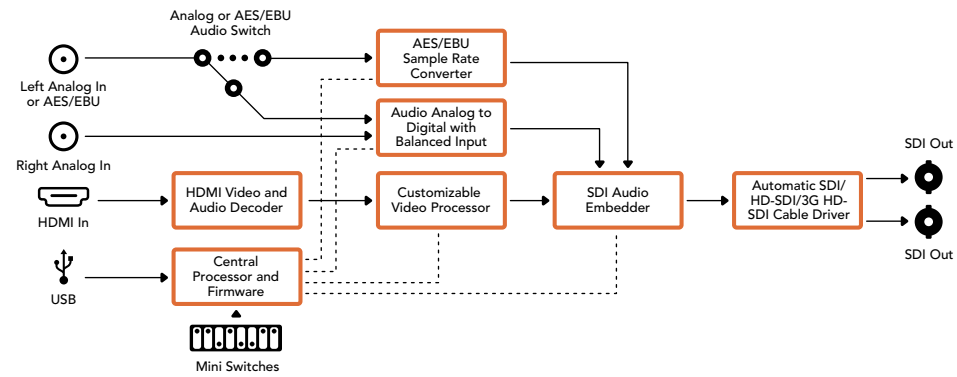 Analog or AES/EBU
Audio Switch
Left Analog In
or AES/EBU
AES/EBU
Sample Rate
Converter
Right Analog In
Audio Analog to
Digital with
Balanced Input
HDMI In
HDMI Video and
Audio Decoder
Customizable
Video Processor
SDI Audio
Embedder
Automatic SDI/
HD-SDI/3G HD-
SDI Cable Driver
SDI Out
SDI Out
USB
Central
Processor and
Firmware
Mini Switches